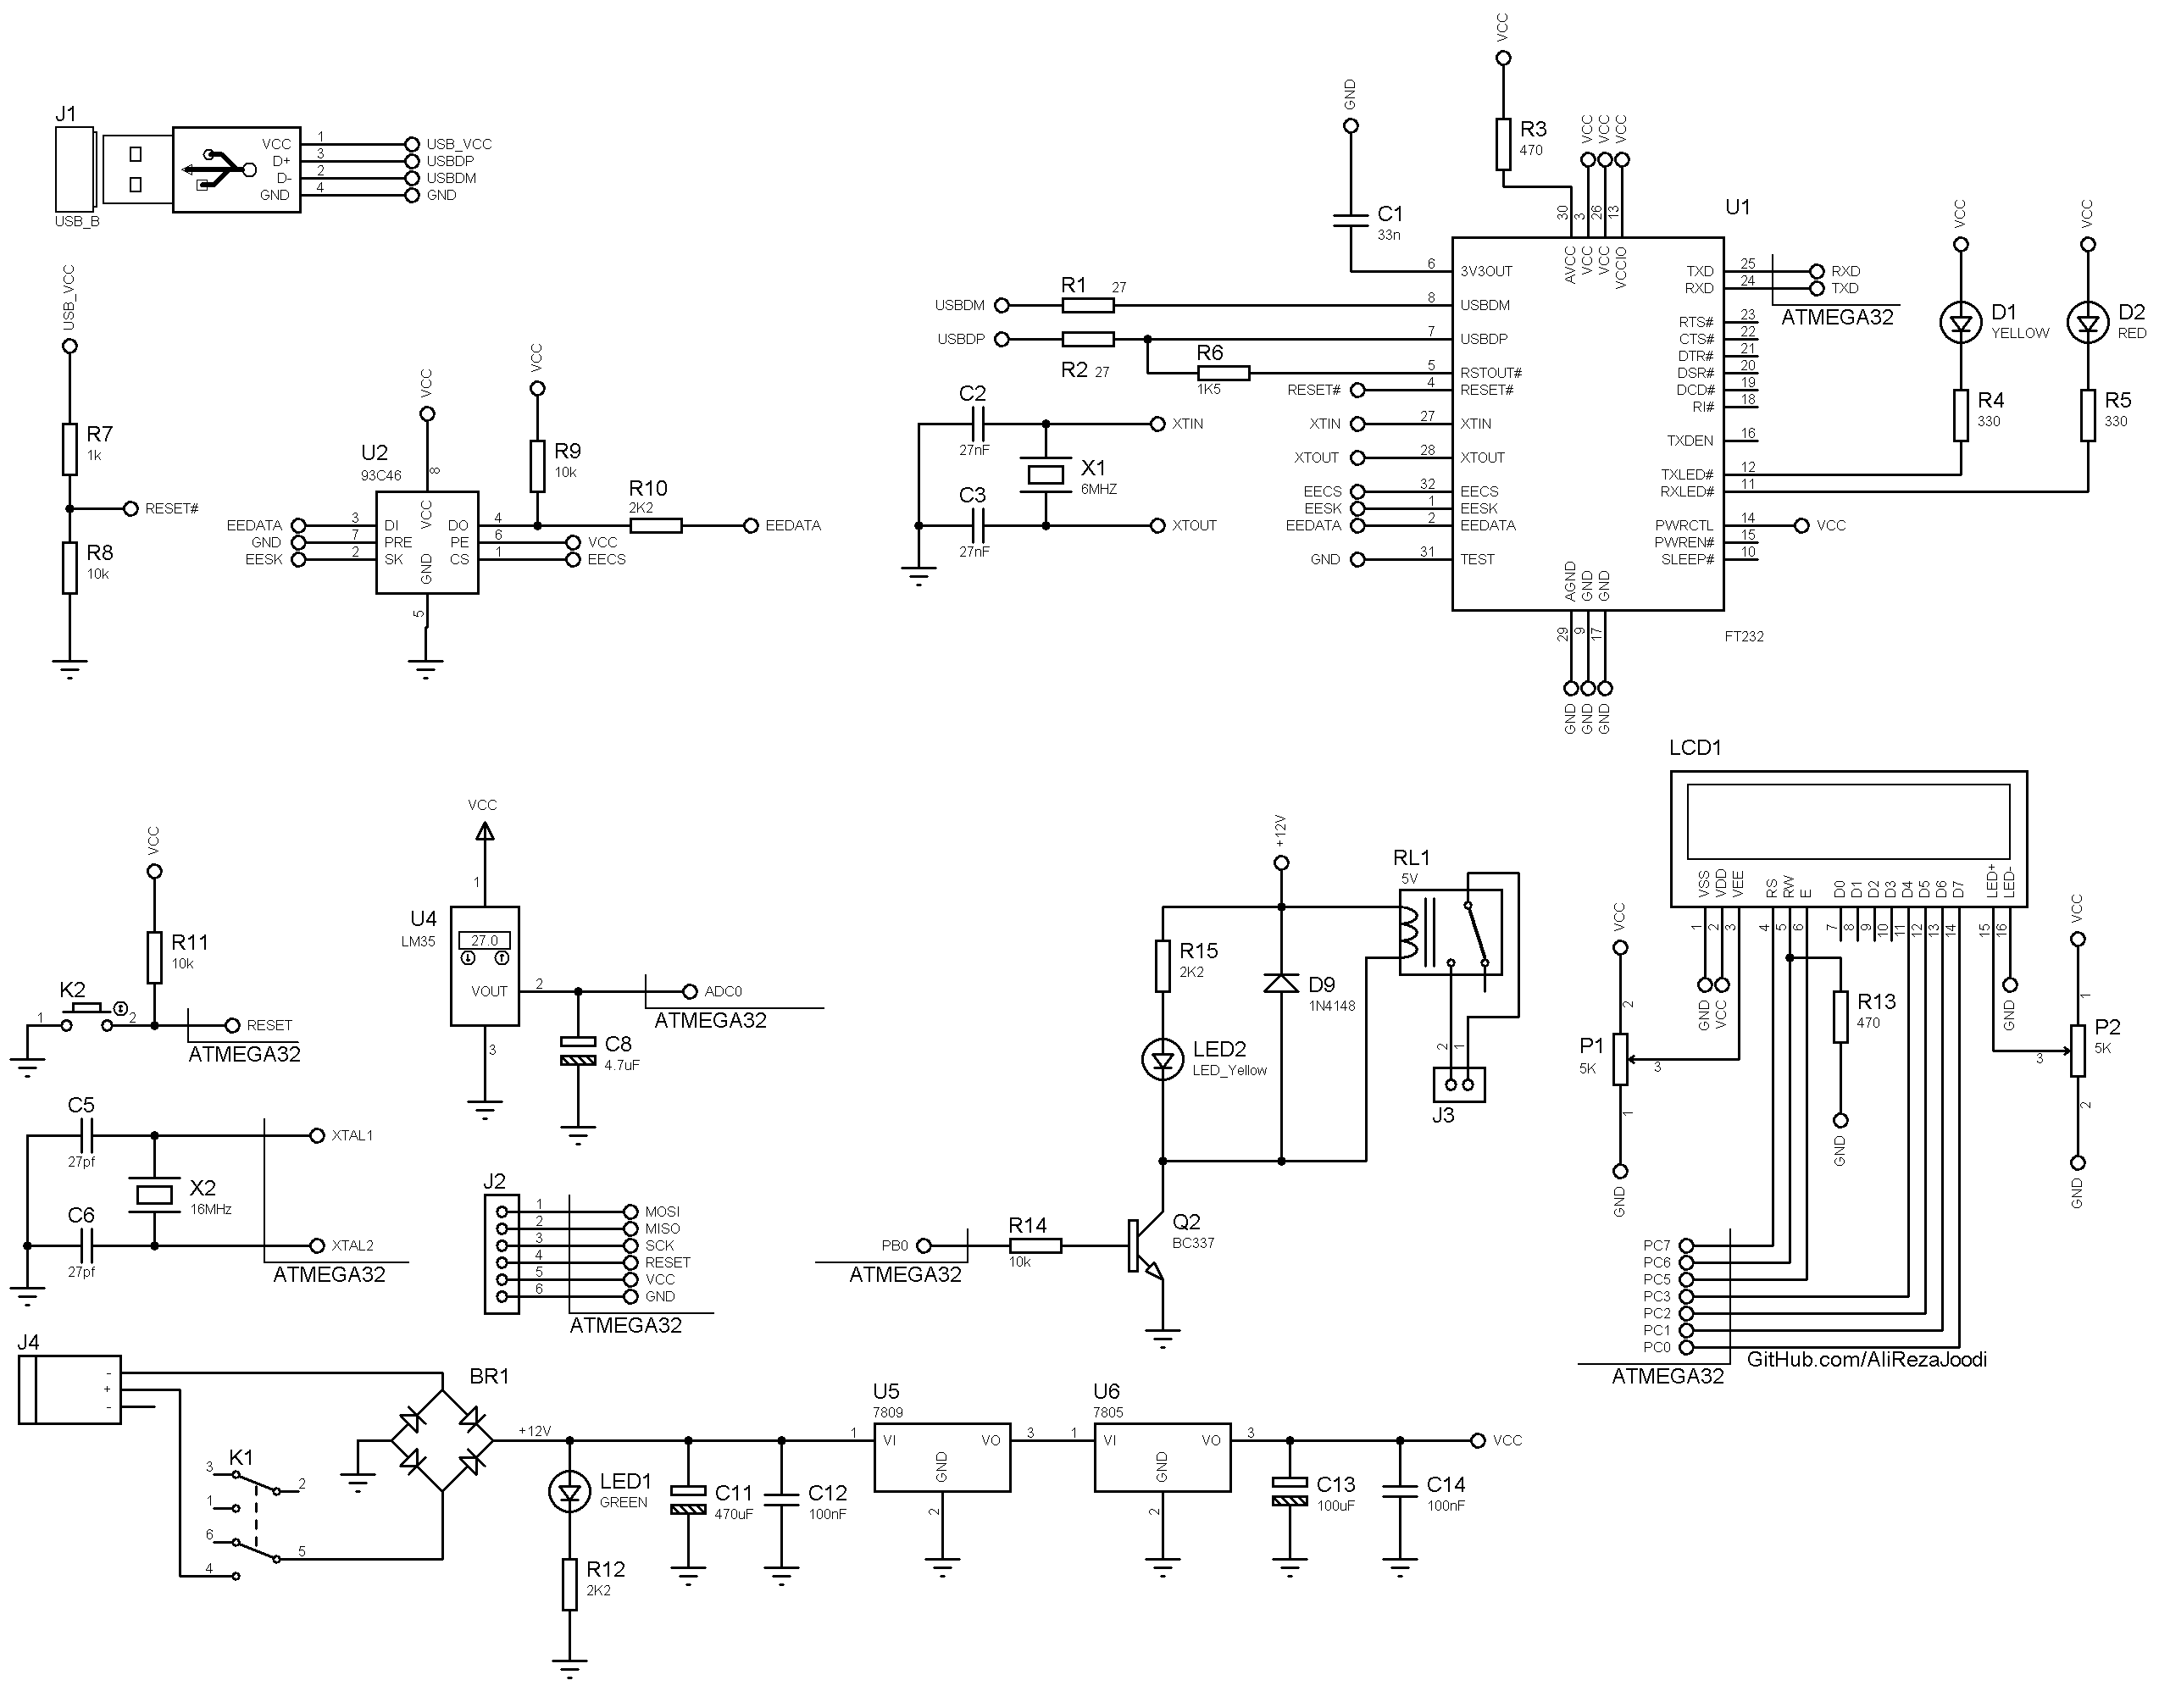 J1
USB_B
VCC 1 USB_VCC
D+ 3 USBDP
D- 2 USBDM
GND 4 GND
USB_VCC
R7
1k
RESET#
R8
10k
VCC
U2
93C46
8
VCC
EEDATA 3 DI
GND 7 PRE
EESK 2 SK
DO 4
PE 6 VCC
CS 1 EECS
GND
5
VCC
R9
10k
R10
2K2
EEDATA
GND
C1
33n
VCC
R3
470
VCC VCC VCC
30 3 26 13
AVCC VCC VCC VCCIO
U1
FT232
USBDM R1 27
USBDP R2 27
R6
1K5
C2
27nF
XTIN
X1
6MHZ
C3
27nF
XTOUT
6 3V3OUT
8 USBDM
7 USBDP
5 RSTOUT#
RESET# 4 RESET#
XTIN 27 XTIN
XTOUT 28 XTOUT
EECS 32 EECS
EESK 1 EESK
EEDATA 2 EEDATA
GND 31 TEST
TXD 25 RXD
RXD 24 TXD
ATMEGA32
RTS# 23
CTS# 22
DTR# 21
DSR# 20
DCD# 19
RI# 18
TXDEN 16
TXLED# 12
RXLED# 11
PWRCTL 14 VCC
PWREN# 15
SLEEP# 10
AGND GND GND
29 9 17
GND GND GND
VCC
D1
YELLOW
R4
330
VCC
D2
RED
R5
330
VCC
R11
10k
K2
1 2
RESET
ATMEGA32
C5
27pf
XTAL1
X2
16MHz
C6
27pf
XTAL2
ATMEGA32
VCC
1
U4
LM35
27.0
VOUT 2
3
ADC0
ATMEGA32
C8
4.7uF
J2
1 MOSI
2 MISO
3 SCK
4 RESET
5 VCC
6 GND
ATMEGA32
+12V
R15
2K2
LED2
LED_Yellow
D9
1N4148
RL1
5V
2 1
J3
PB0
ATMEGA32
R14
10k
Q2
BC337
LCD1
VSS VDD VEE RS RW E D0 D1 D2 D3 D4 D5 D6 D7 LED+ LED-
1 2 3 4 5 6 7 8 9 10 11 12 13 14 15 16
VCC
2
P1
5K
3
1
GND
GND VCC
R13
470
GND
GND
VCC
1
P2
5K
3
2
GND
PC7
PC6
PC5
PC3
PC2
PC1
PC0
ATMEGA32
GitHub.com/AliRezaJoodi
J4
-
+
-
K1
3 2
1
6 5
4
BR1
+12V
LED1
GREEN
R12
2K2
C11
470uF
C12
100nF
U5
7809
1 VI VO 3
GND
2
U6
7805
1 VI VO 3
GND
2
C13
100uF
C14
100nF
VCC